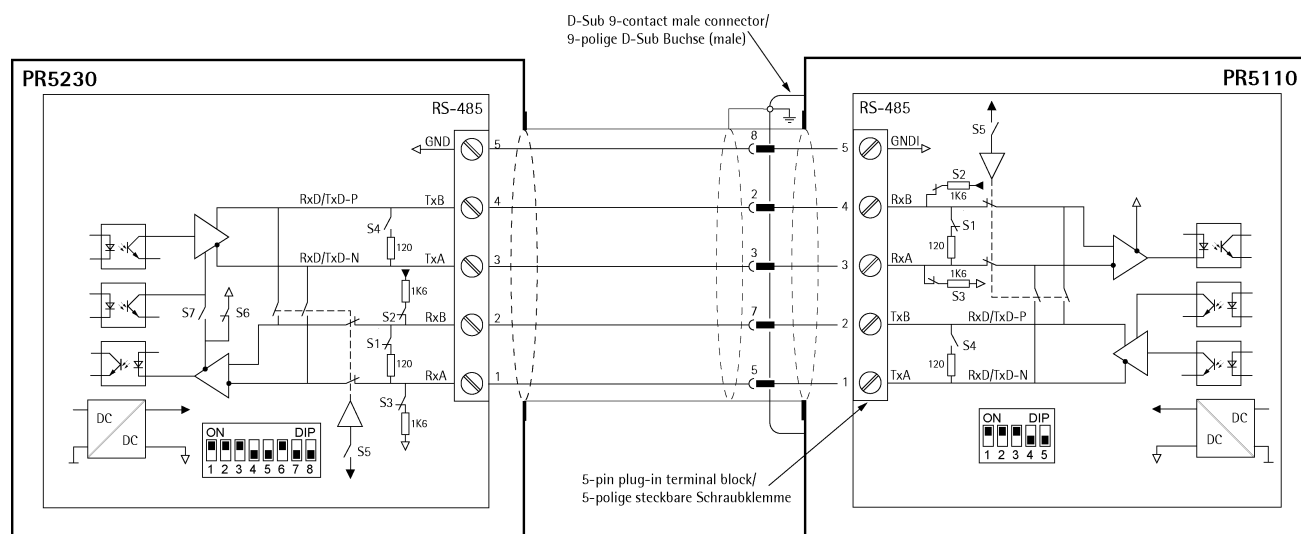 D-Sub 9-contact male connector/
9-polige D-Sub Buchse (male)
PR5230
PR5110
RS-485
RS-485
GND
5
8
5
GNDI
S5
S2
1K6
RxD/TxD-P
TxB
4
2
4
RxB
S4
120
S1
120
RxD/TxD-N
TxA
3
3
3
RxA
1K6
S3
1K6
S7
S6
S2
RxB
2
7
2
TxB
RxD/TxD-P
S1
120
S4
120
RxA
1
5
1
TxA
RxD/TxD-N
S3
1K6
DC
DC
ON DIP
1 2 3 4 5 6 7 8
S5
ON DIP
1 2 3 4 5
DC
DC
5-pin plug-in terminal block/
5-polige steckbare Schraubklemme